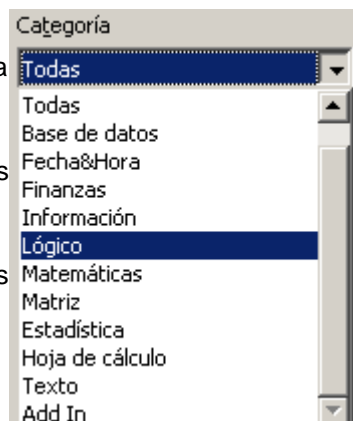 Categoría
a Todas
Todas
Base de datos
s Fecha&Hora
Finanzas
Información
Lógico
s Matemáticas
Matriz
Estadística
Hoja de cálculo
Texto
Add In